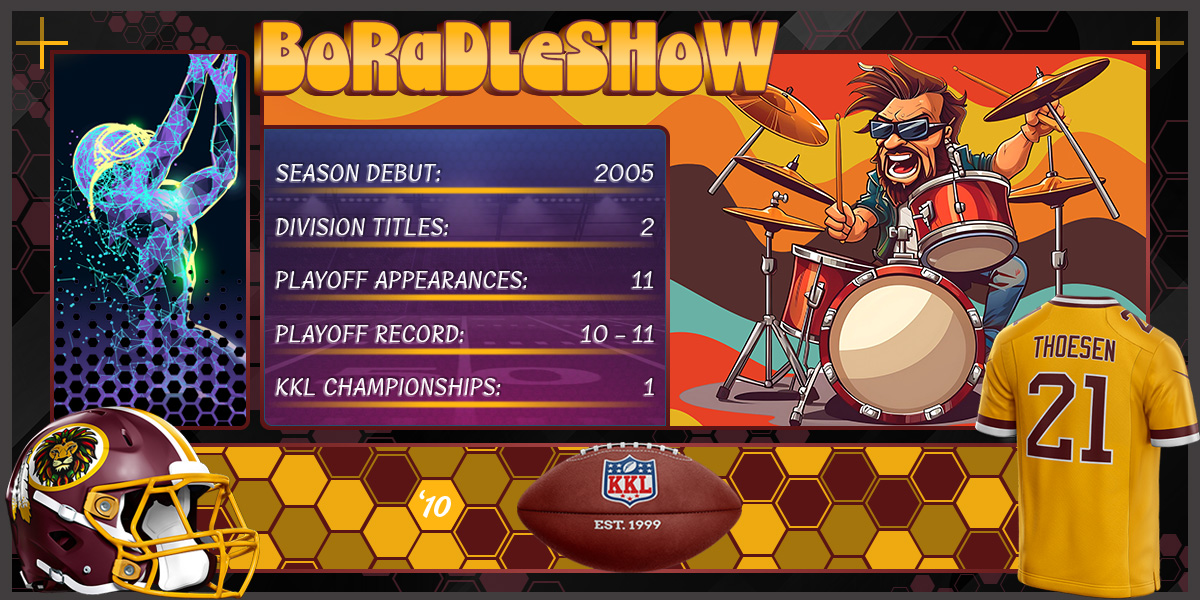 BoRaDLeSHoW
SEASON DEBUT: 2005
DIVISION TITLES: 2
PLAYOFF APPEARANCES: 11
PLAYOFF RECORD: 10 – 11
KKL CHAMPIONSHIPS: 1
THOESEN
21
2
‘10
KKL
EST. 1999